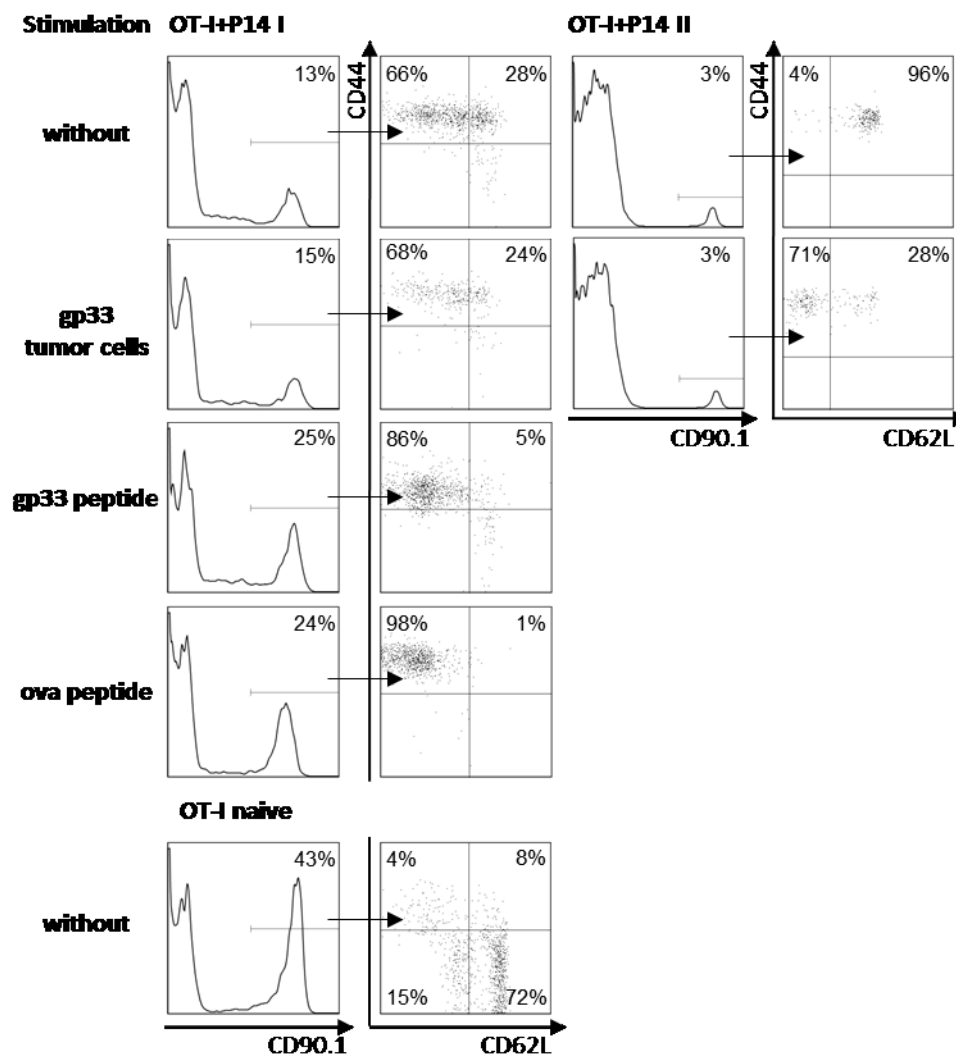 Stimulation OT-I+P14 I OT-I+P14 II
without 13% CD44 66% 28% 3% CD44 4% 96%
gp33 tumor cells 15% 68% 24% 3% 71% 28%
CD90.1 CD62L
gp33 peptide 25% 86% 5%
ova peptide 24% 98% 1%
OT-I naive
without 43% 4% 8%
15% 72%
CD90.1 CD62L